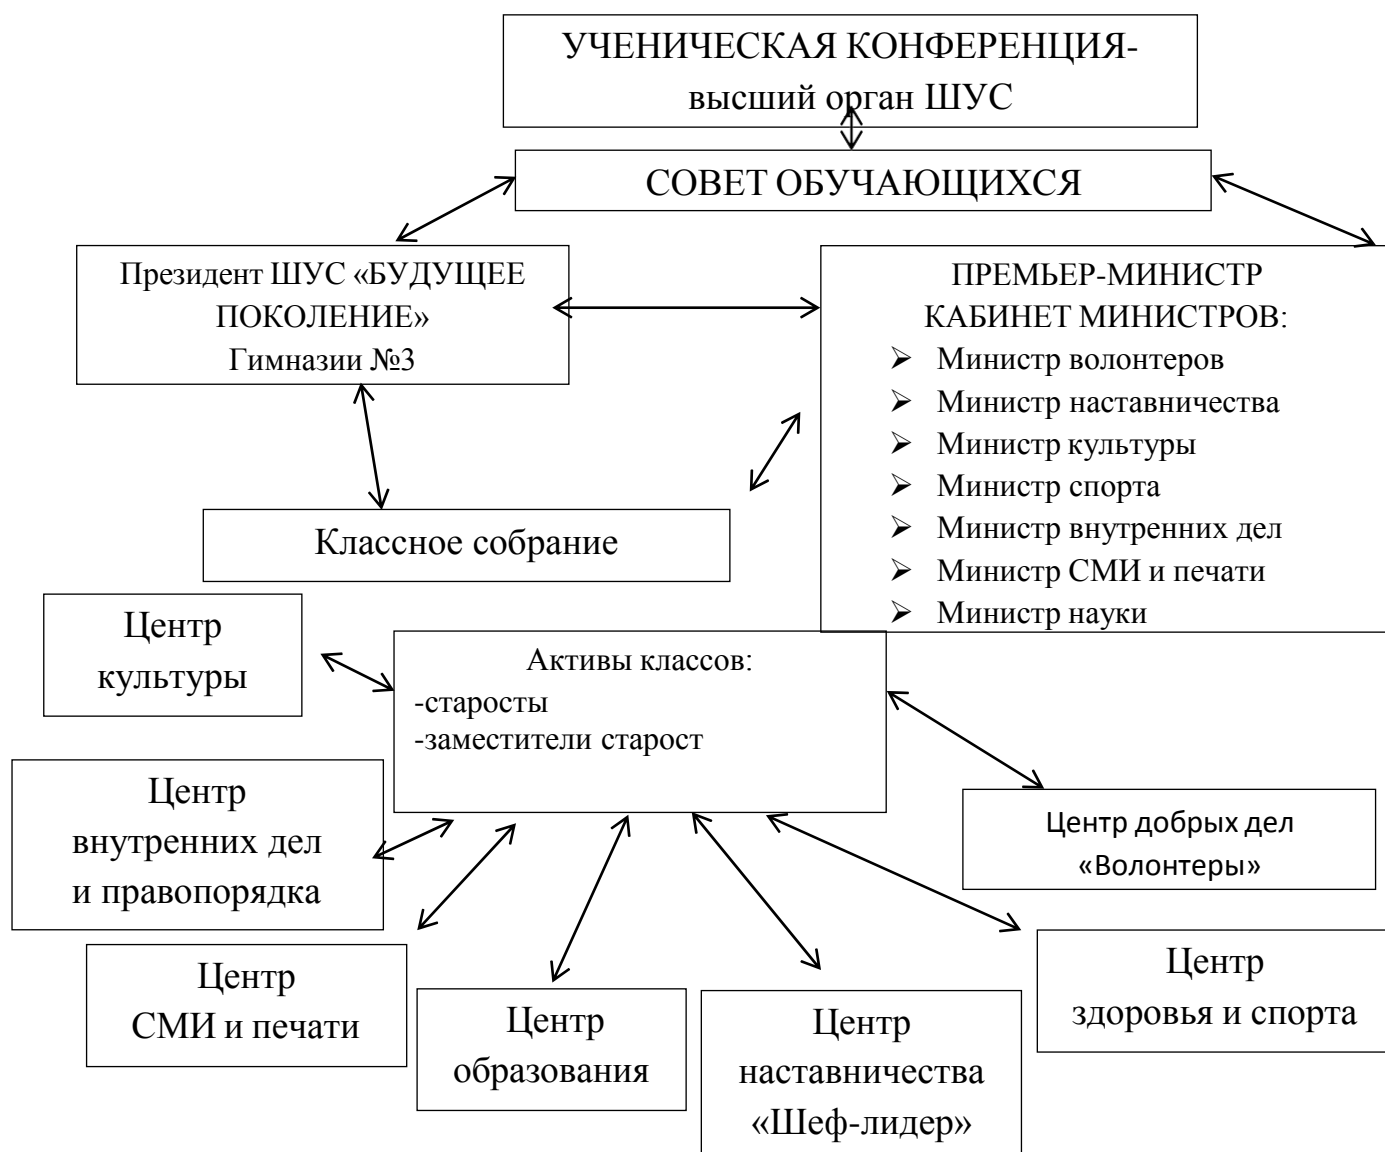 УЧЕНИЧЕСКАЯ КОНФЕРЕНЦИЯ-
высший орган ШУС
СОВЕТ ОБУЧАЮЩИХСЯ
Президент ШУС «БУДУЩЕЕ
ПОКОЛЕНИЕ»
Гимназии №3
ПРЕМЬЕР-МИНИСТР
КАБИНЕТ МИНИСТРОВ:
Министр волонтеров
Министр наставничества
Министр культуры
Министр спорта
Министр внутренних дел
Министр СМИ и печати
Министр науки
Классное собрание
Центр
культуры
Активы классов:
-старосты
-заместители старост
Центр
внутренних дел
и правопорядка
Центр добрых дел
«Волонтеры»
Центр
СМИ и печати
Центр
образования
Центр
наставничества
«Шеф-лидер»
Центр
здоровья и спорта